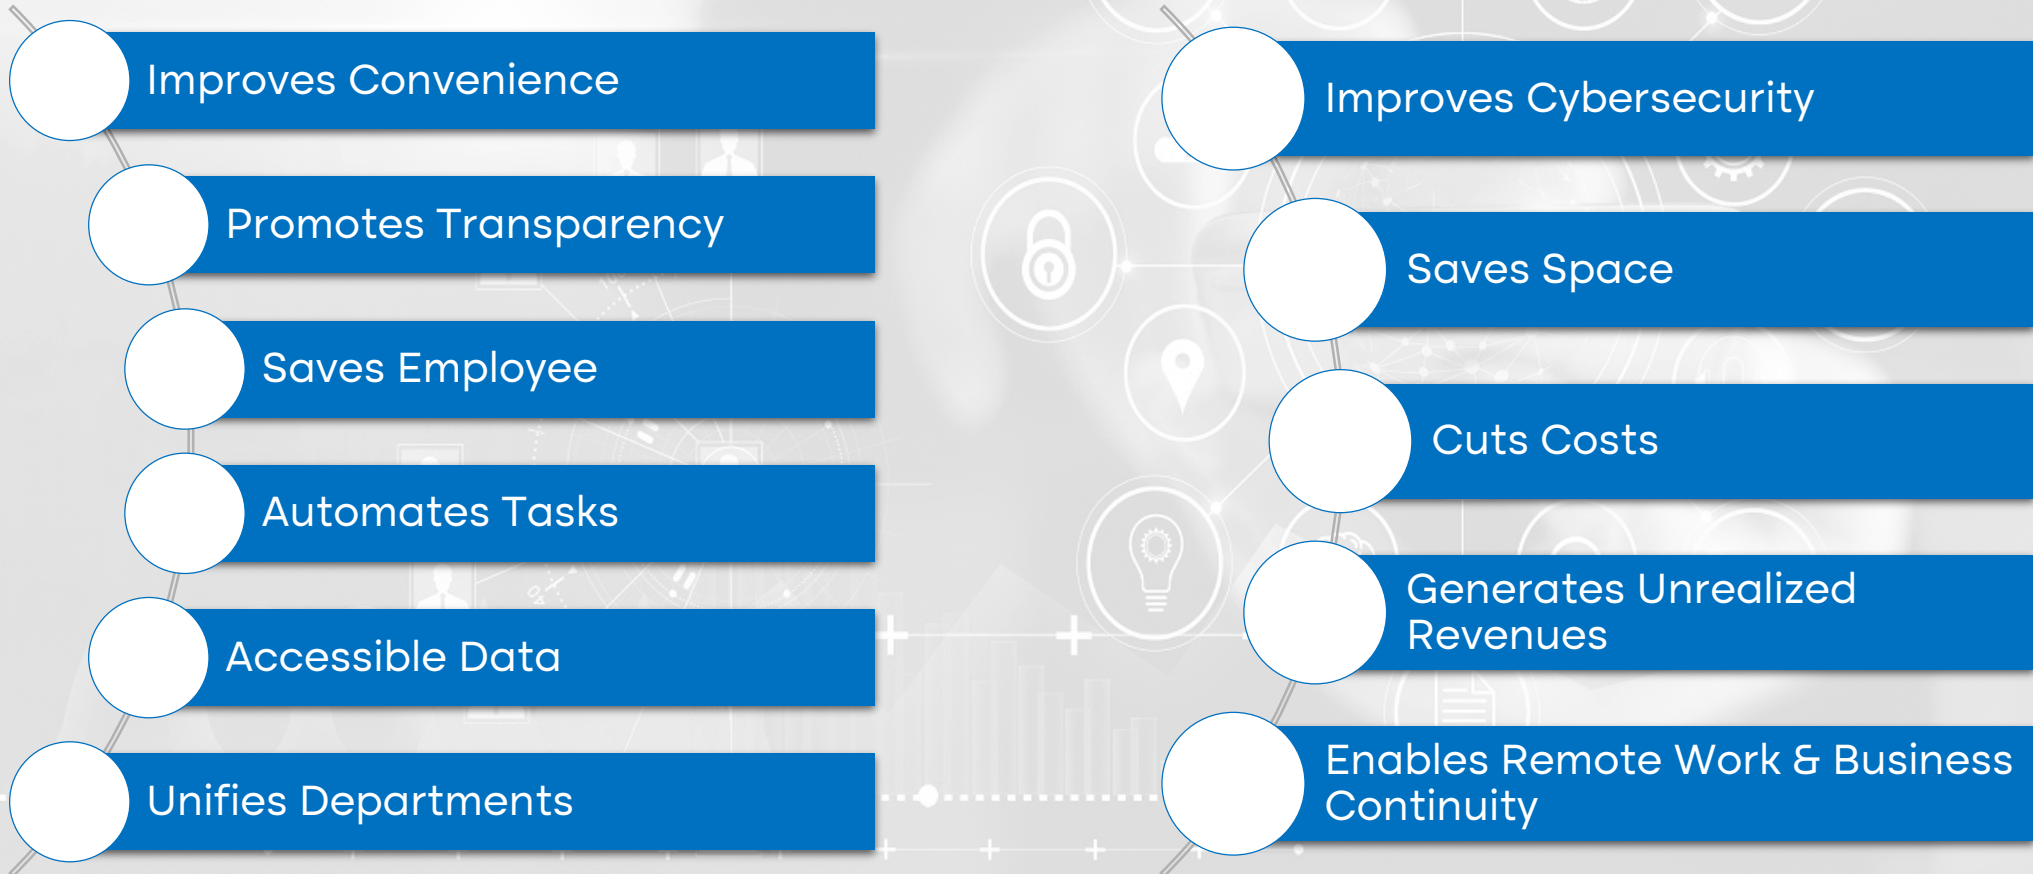 Improves Convenience
Promotes Transparency
Saves Employee
Automates Tasks
Accessible Data
Unifies Departments
Improves Cybersecurity
Saves Space
Cuts Costs
Generates Unrealized
Revenues
Enables Remote Work & Business
Continuity